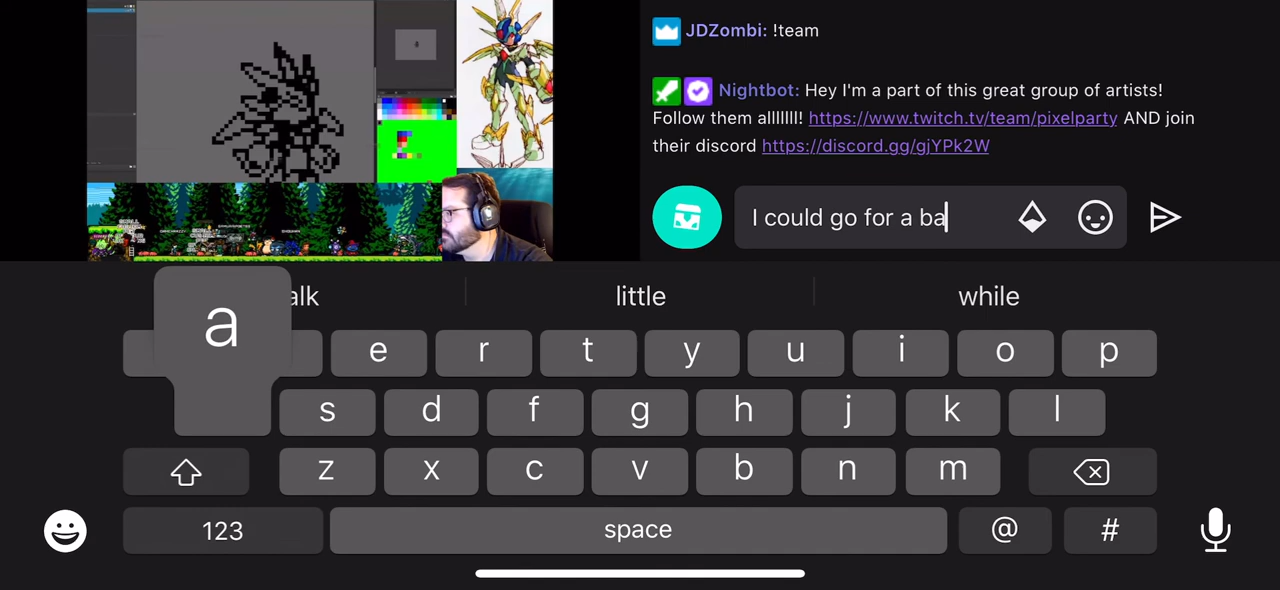 JDZombi: !team
Nightbot: Hey I'm a part of this great group of artists!
Follow them alllllll! https://www.twitch.tv/team/pixelparty AND join
their discord https://discord.gg/gjYPk2W
I could go for a ba
alk little while
a
e r t y u i o p
s d f g h j k l
z x c v b n m
123 space @ #